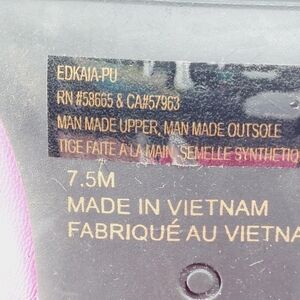 EDKAIA-PU
RN #58665 & CA#57963
MAN MADE UPPER, MAN MADE OUTSOLE
TIGE FAITE À LA MAIN, SEMELLE SYNTHETIQ
7.5M
MADE IN VIETNAM
FABRIQUÉ AU VIETNA